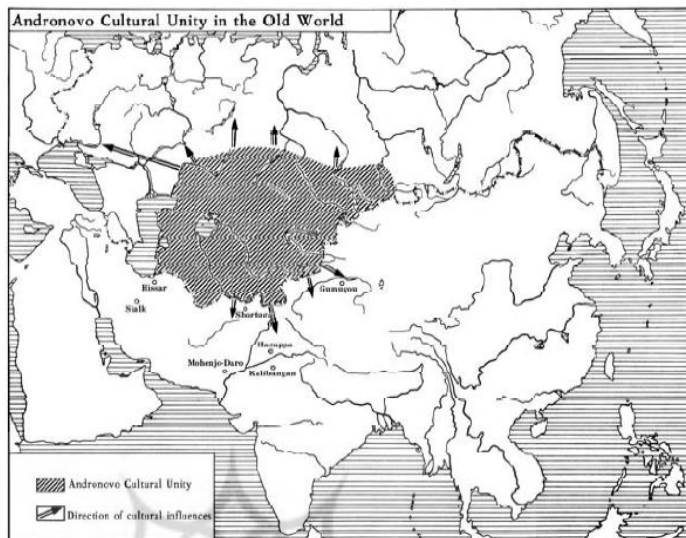 Andronovo Cultural Unity in the Old World
Hissar
Sialk
Shortugai
Gumugou
Harappa
Mohenjo-Daro
Kalibangan
Andronovo Cultural Unity
Direction of cultural influences